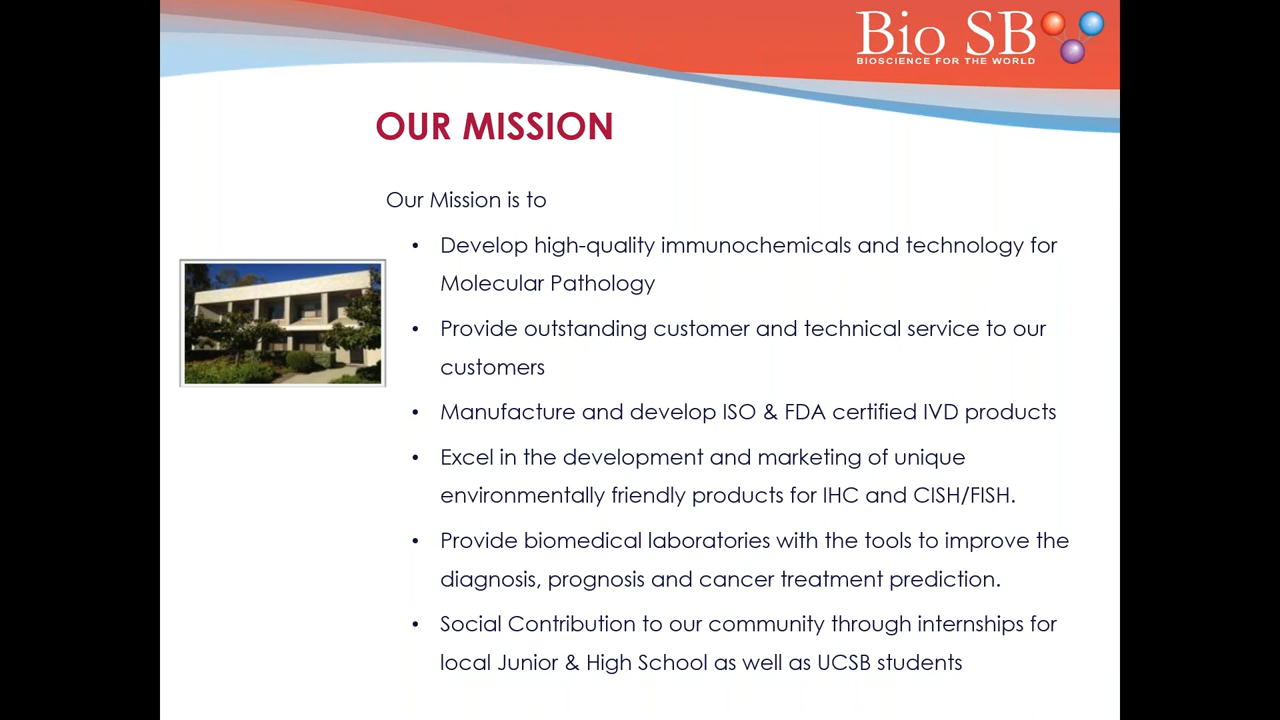 Bio SB
BIOSCIENCE FOR THE WORLD
OUR MISSION
Our Mission is to
• Develop high-quality immunochemicals and technology for
Molecular Pathology
• Provide outstanding customer and technical service to our
customers
• Manufacture and develop ISO & FDA certified IVD products
• Excel in the development and marketing of unique
environmentally friendly products for IHC and CISH/FISH.
• Provide biomedical laboratories with the tools to improve the
diagnosis, prognosis and cancer treatment prediction.
• Social Contribution to our community through internships for
local Junior & High School as well as UCSB students